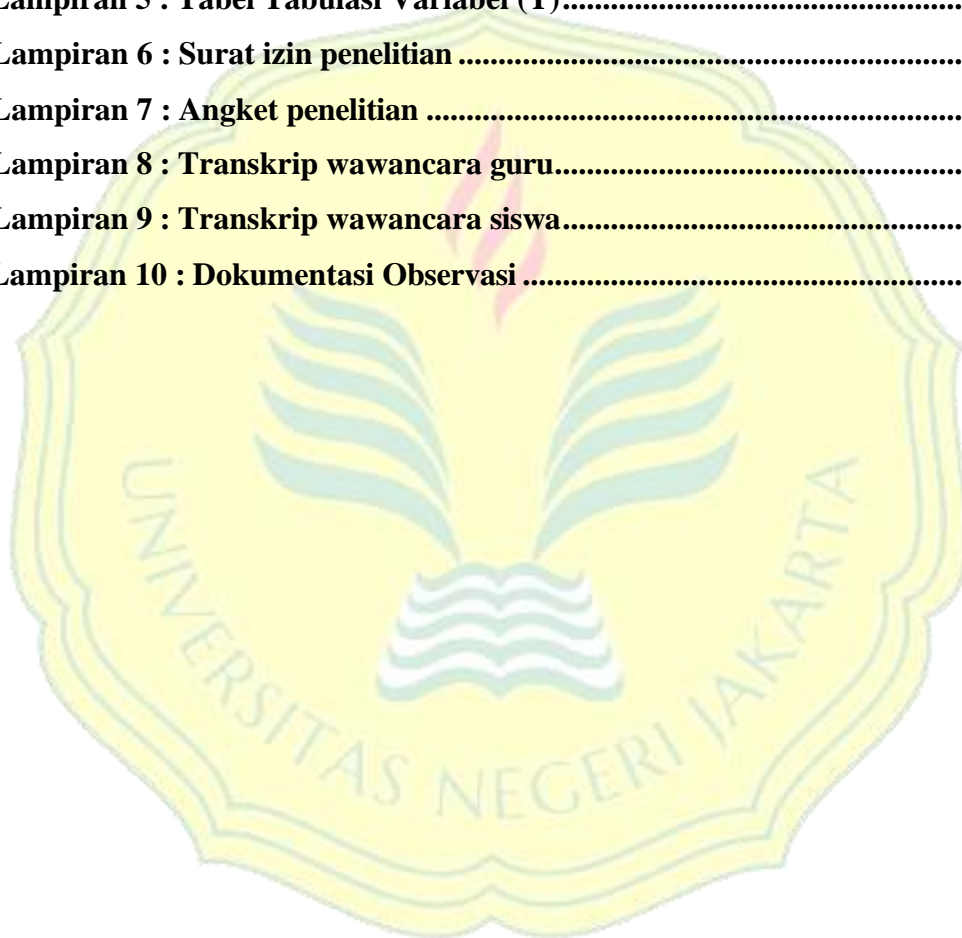 Lampiran 5 : Tabel Tabulasi Variabel (Y)................................................
Lampiran 6 : Surat izin penelitian ................................................................
Lampiran 7 : Angket penelitian ....................................................................
Lampiran 8 : Transkrip wawancara guru....................................................
Lampiran 9 : Transkrip wawancara siswa...................................................
Lampiran 10 : Dokumentasi Observasi ........................................................
UNIVERSITAS NEGERI JAKARTA